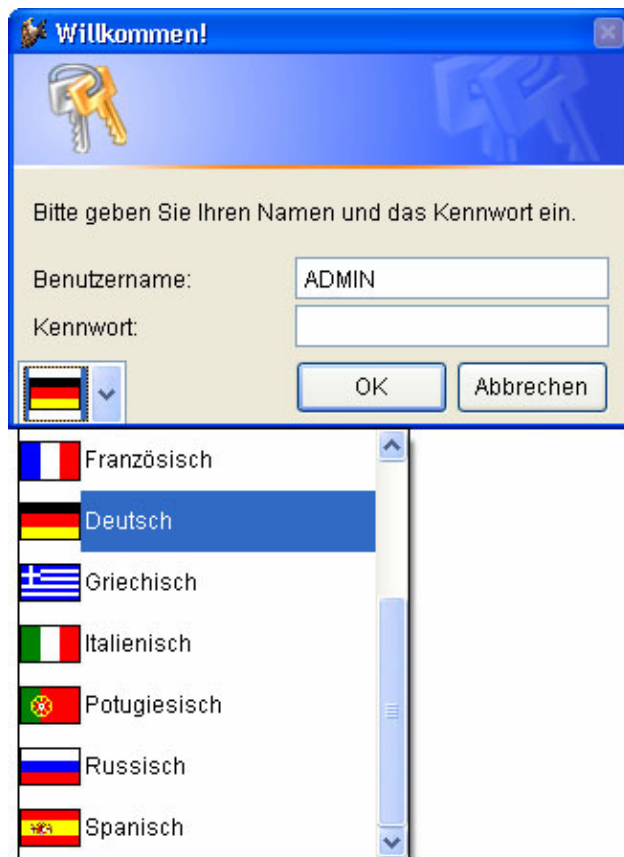 Willkommen!
Bitte geben Sie Ihren Namen und das Kennwort ein.
Benutzername:
ADMIN
Kennwort:
OK
Abbrechen
Französisch
Deutsch
Griechisch
Italienisch
Potugiesisch
Russisch
Spanisch